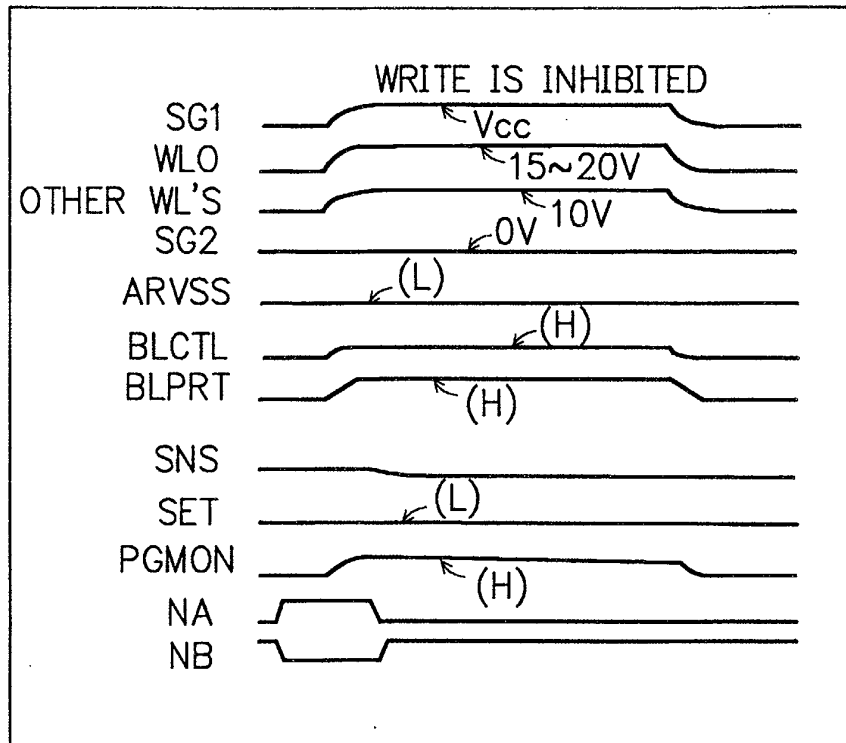 WRITE IS INHIBITED
SG1
Vcc
WL0
15~20V
OTHER WL'S
10V
SG2
0V
ARVSS
(L)
BLCTL
(H)
BLPRT
(H)
SNS
SET
(L)
PGMON
(H)
NA
NB